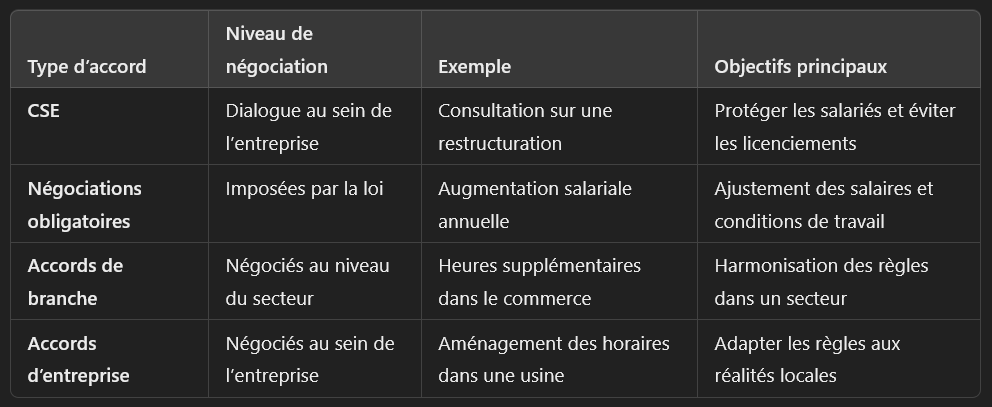 Type d’accord
Niveau de
négociation
Exemple
Objectifs principaux
CSE
Dialogue au sein de
l’entreprise
Consultation sur une
restructuration
Protéger les salariés et éviter
les licenciements
Négociations
obligatoires
Imposées par la loi
Augmentation salariale
annuelle
Ajustement des salaires et
conditions de travail
Accords de
branche
Négociés au niveau
du secteur
Heures supplémentaires
dans le commerce
Harmonisation des règles
dans un secteur
Accords
d’entreprise
Négociés au sein de
l’entreprise
Aménagement des horaires
dans une usine
Adapter les règles aux
réalités locales